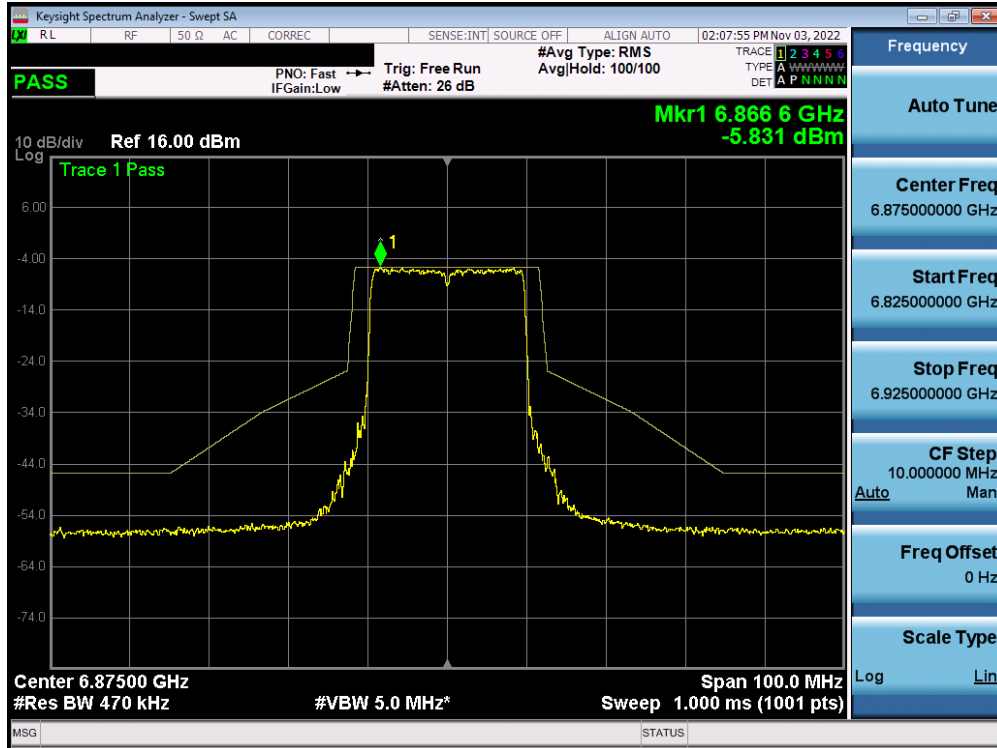 Keysight Spectrum Analyzer - Swept SA
LXI RL RF 50 Ω AC CORREC SENSE:INT SOURCE OFF ALIGN AUTO 02:07:55 PM Nov 03, 2022
PASS
PNO: Fast
IFGain:Low
Trig: Free Run
#Atten: 26 dB
#Avg Type: RMS
Avg|Hold: 100/100
TRACE 1 2 3 4 5 6
TYPE A WWWWW
DET A P N N N N
Mkr1 6.866 6 GHz
-5.831 dBm
10 dB/div Ref 16.00 dBm
Log
Trace 1 Pass
1
6.00
-4.00
-14.0
-24.0
-34.0
-44.0
-54.0
-64.0
-74.0
Center 6.87500 GHz Span 100.0 MHz
#Res BW 470 kHz #VBW 5.0 MHz* Sweep 1.000 ms (1001 pts)
MSG STATUS
Frequency
Auto Tune
Center Freq
6.875000000 GHz
Start Freq
6.825000000 GHz
Stop Freq
6.925000000 GHz
CF Step
10.000000 MHz
Auto Man
Freq Offset
0 Hz
Scale Type
Log Lin